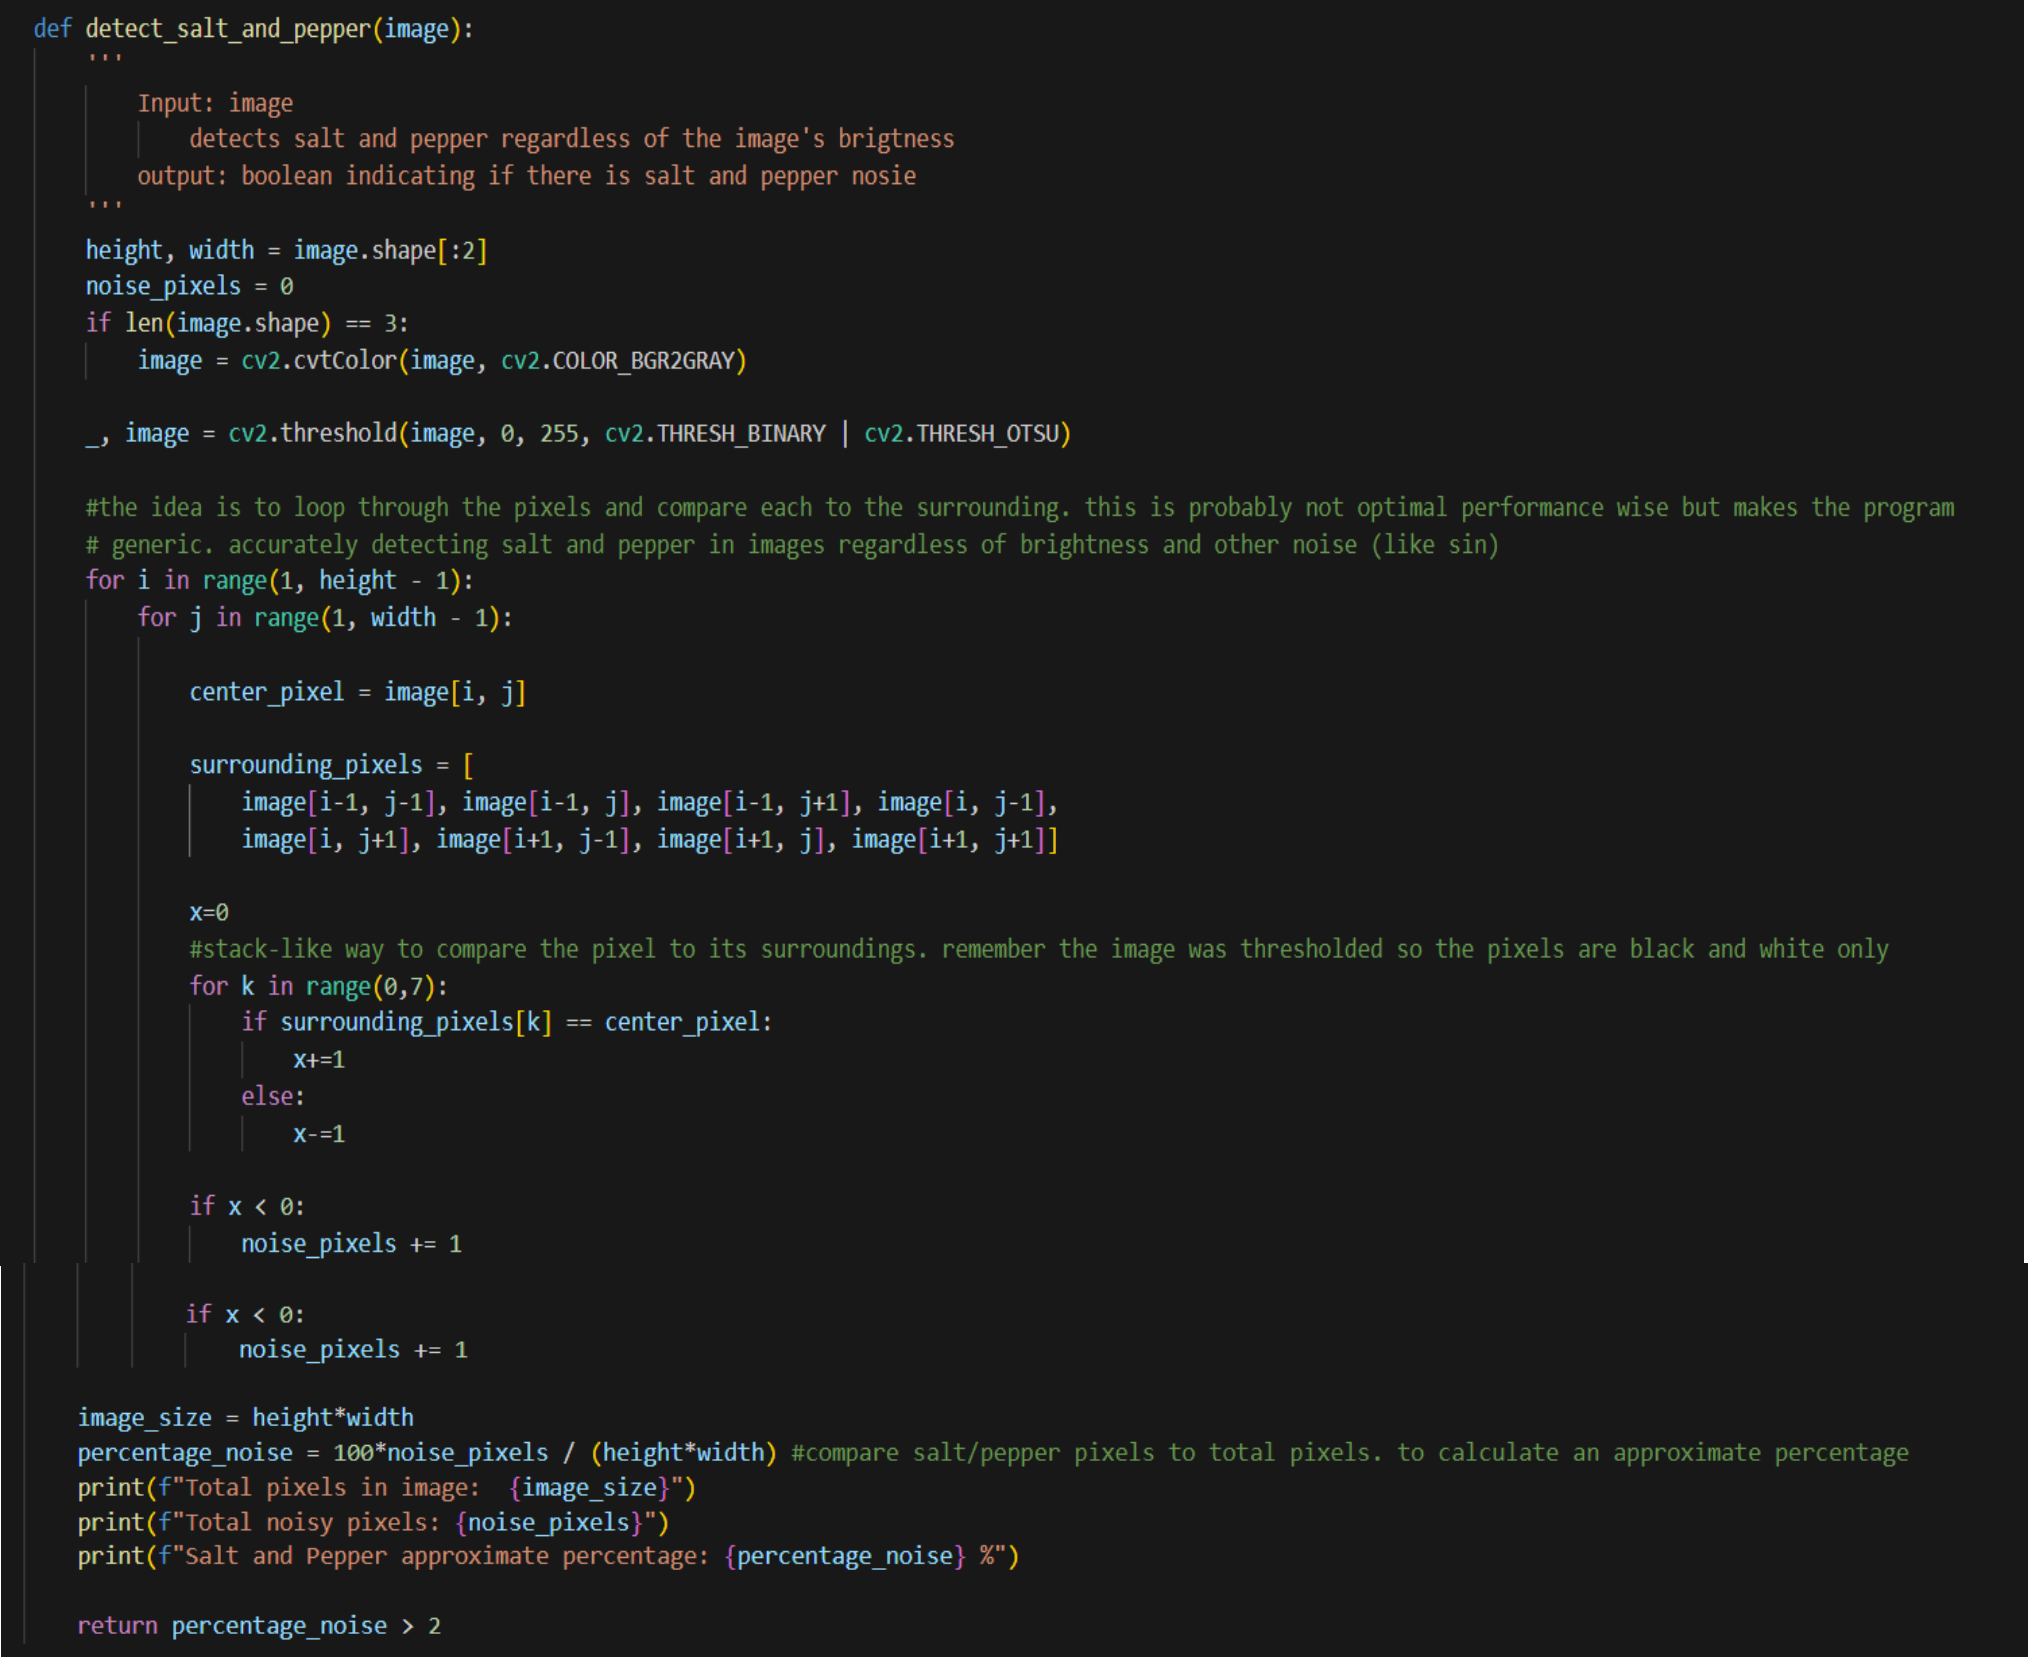 def detect_salt_and_pepper(image):
'''
Input: image
detects salt and pepper regardless of the image's brigtness
output: boolean indicating if there is salt and pepper nosie
'''
height, width = image.shape[:2]
noise_pixels = 0
if len(image.shape) == 3:
image = cv2.cvtColor(image, cv2.COLOR_BGR2GRAY)
_, image = cv2.threshold(image, 0, 255, cv2.THRESH_BINARY | cv2.THRESH_OTSU)
#the idea is to loop through the pixels and compare each to the surrounding. this is probably not optimal performance wise but makes the program
# generic. accurately detecting salt and pepper in images regardless of brightness and other noise (like sin)
for i in range(1, height - 1):
for j in range(1, width - 1):
center_pixel = image[i, j]
surrounding_pixels = [
image[i-1, j-1], image[i-1, j], image[i-1, j+1], image[i, j-1],
image[i, j+1], image[i+1, j-1], image[i+1, j], image[i+1, j+1]]
x=0
#stack-like way to compare the pixel to its surroundings. remember the image was thresholded so the pixels are black and white only
for k in range(0,7):
if surrounding_pixels[k] == center_pixel:
x+=1
else:
x-=1
if x < 0:
noise_pixels += 1
if x < 0:
noise_pixels += 1
image_size = height*width
percentage_noise = 100*noise_pixels / (height*width) #compare salt/pepper pixels to total pixels. to calculate an approximate percentage
print(f"Total pixels in image:  {image_size}")
print(f"Total noisy pixels: {noise_pixels}")
print(f"Salt and Pepper approximate percentage: {percentage_noise} %")
return percentage_noise > 2